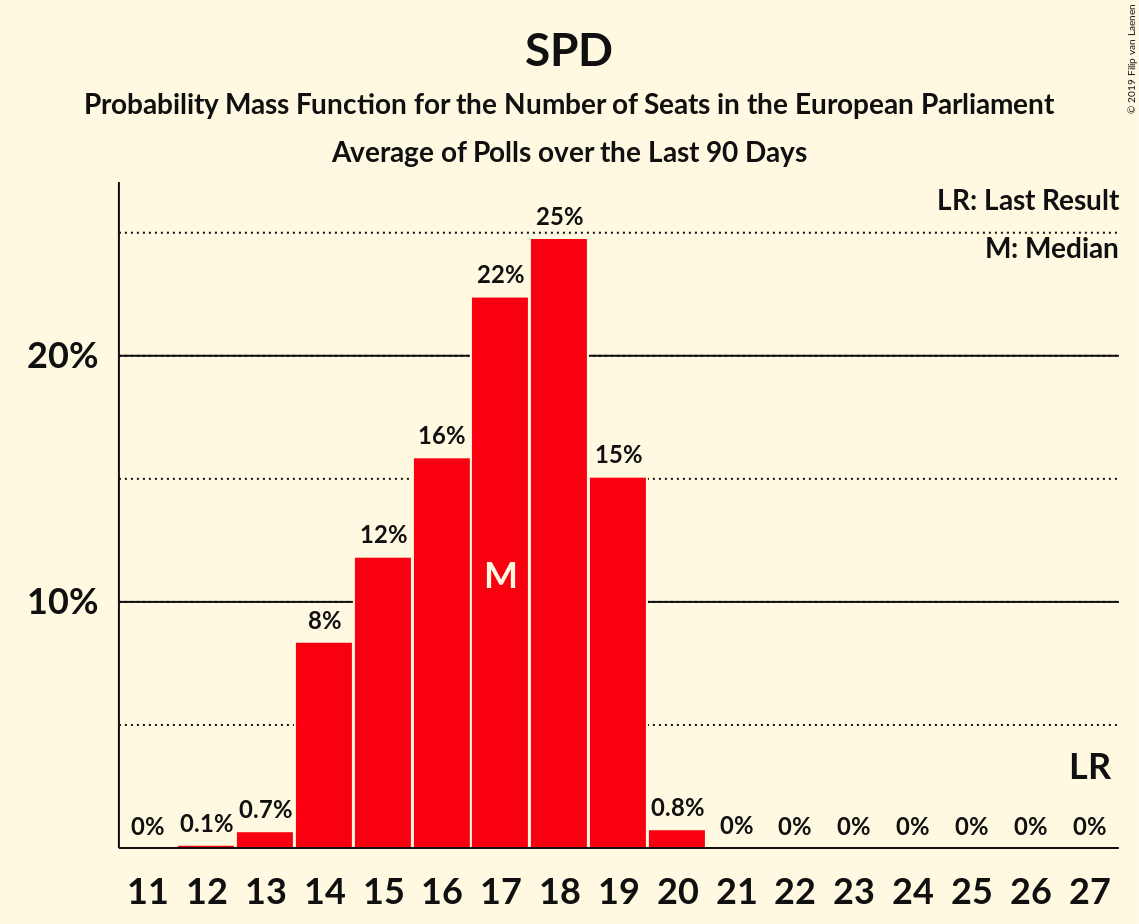 SPD
Probability Mass Function for the Number of Seats in the European Parliament
Average of Polls over the Last 90 Days
© 2019 Filip van Laenen
LR: Last Result
M: Median
25%
22%
20%
16%
15%
12%
M
10%
8%
LR
0%
0.1%
0.7%
0.8%
0%
0%
0%
0%
0%
0%
0%
11 12 13 14 15 16 17 18 19 20 21 22 23 24 25 26 27